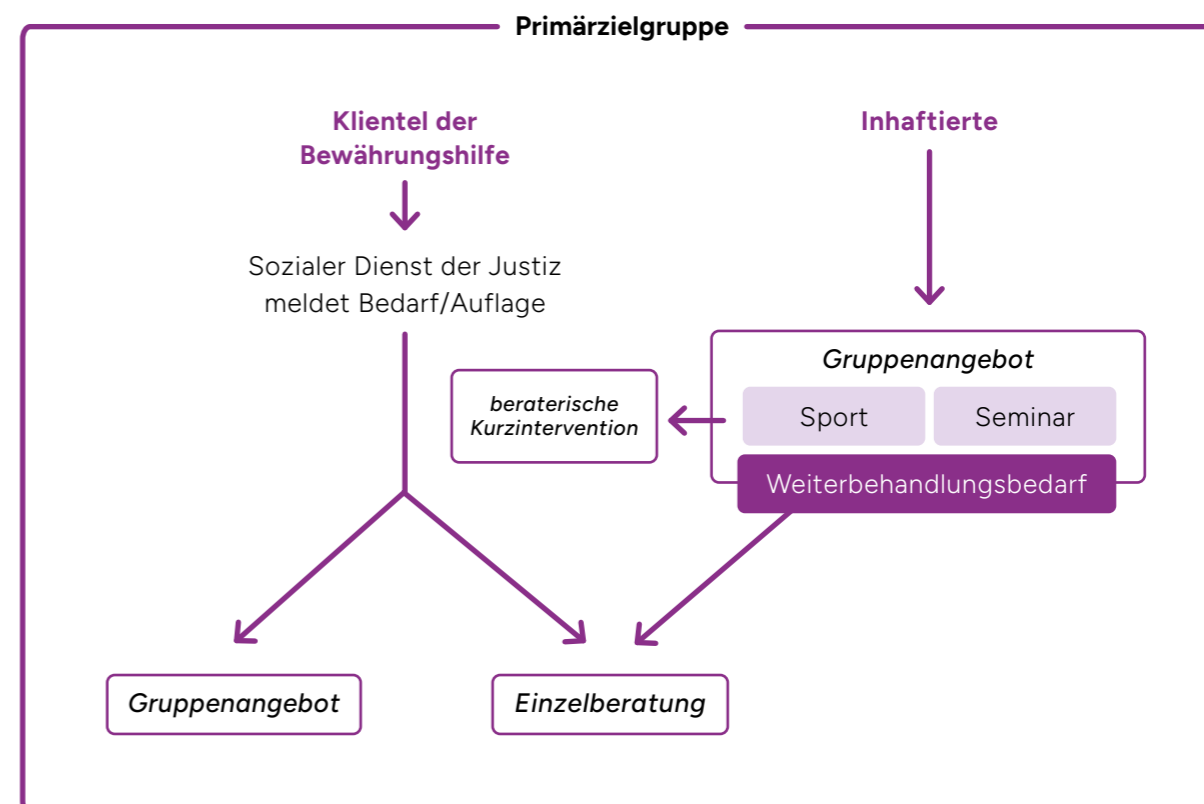 Primärzielgruppe
Klientel der
Bewährungshilfe
Sozialer Dienst der Justiz
meldet Bedarf/Auflage
Inhaftierte
Gruppenangebot
Sport
Seminar
Weiterbehandlungsbedarf
beraterische
Kurzintervention
Gruppenangebot
Einzelberatung